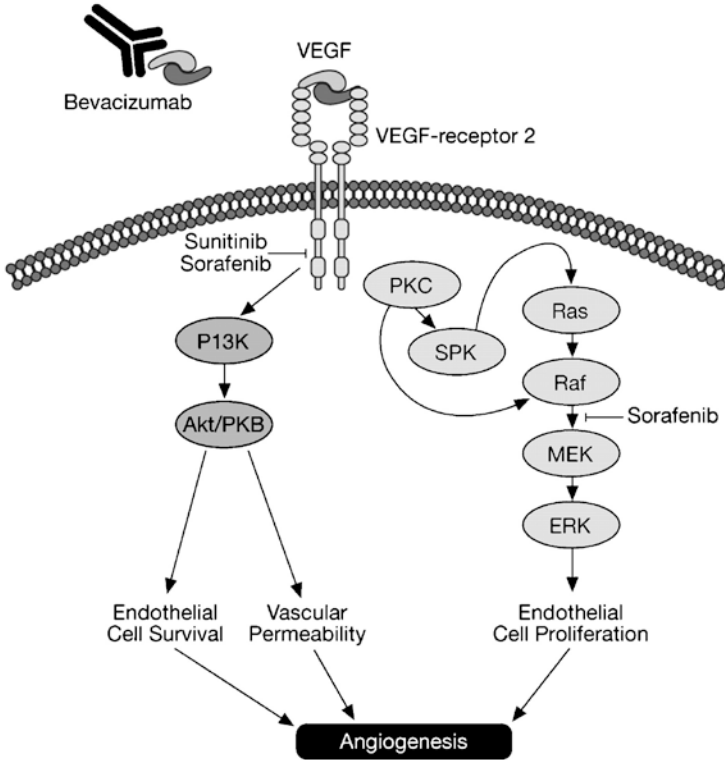 VEGF
Bevacizumab
VEGF-receptor 2
Sunitinib
Sorafenib
PKC
Ras
P13K
SPK
Raf
Akt/PKB
Sorafenib
MEK
ERK
Endothelial
Cell Survival
Vascular
Permeability
Endothelial
Cell Proliferation
Angiogenesis